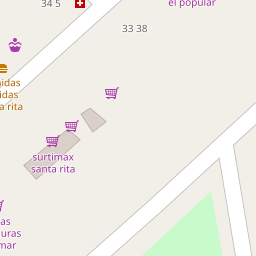 34 5
el popular
33 38
idas
idas
a rita
surtimax
santa rita
as
uras
mar